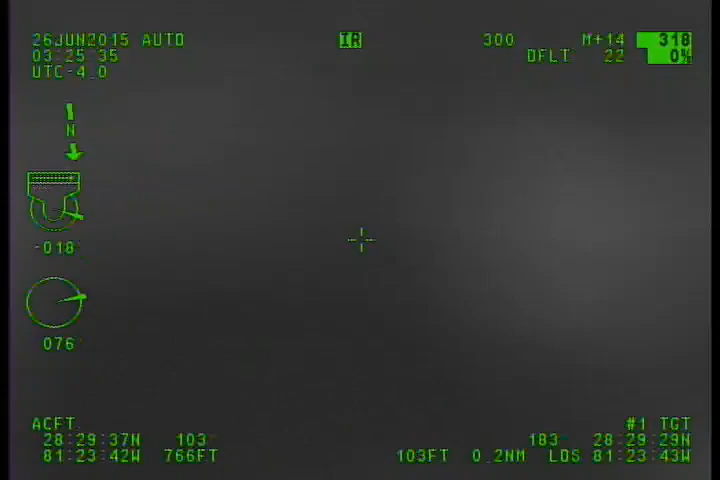 26JUN2015 AUTO IR 300 M+14 318
03:25:35 DFLT 22 0%
UTC-4.0
N
-018
076
ACFT #1 TGT
28:29:37N 103° 183 28:29:29N
81:23:42W 766FT 103FT 0.2NM LDS 81:23:43W